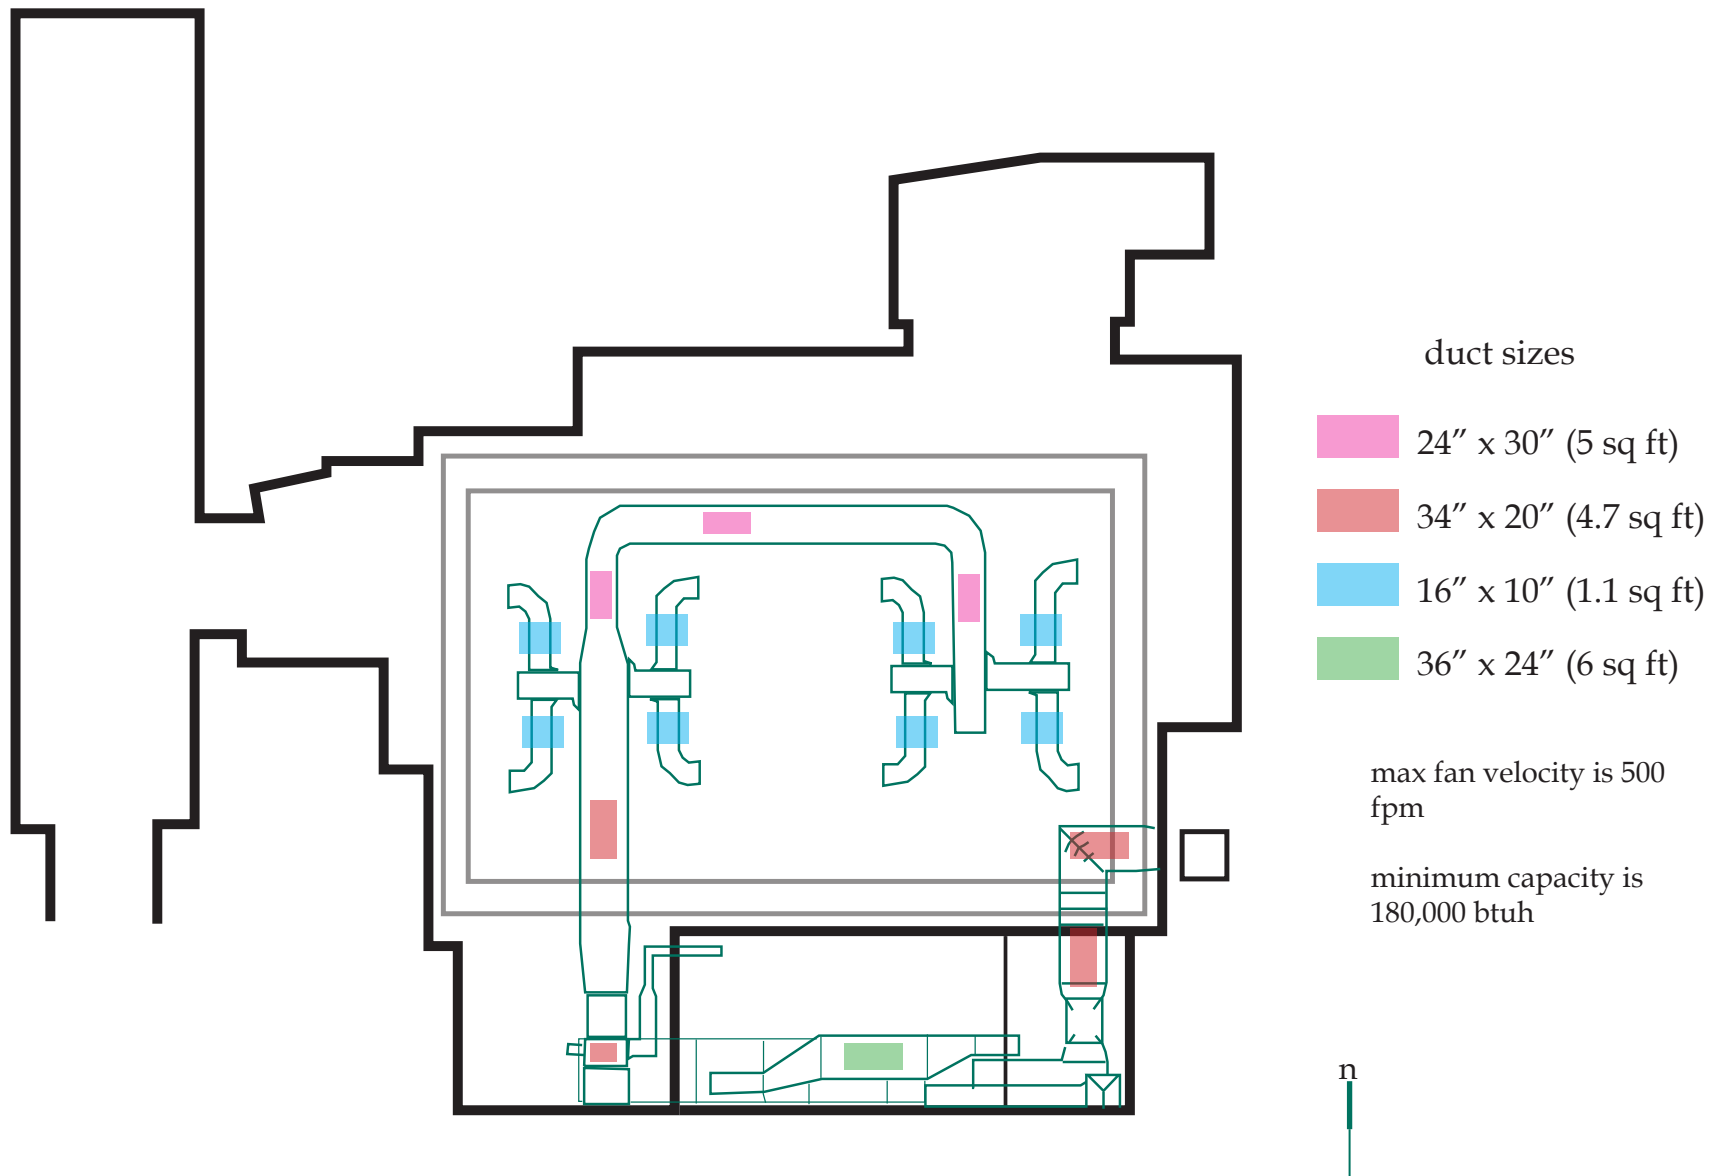 duct sizes
24” x 30” (5 sq ft)
34” x 20” (4.7 sq ft)
16” x 10” (1.1 sq ft)
36” x 24” (6 sq ft)
max fan velocity is 500
fpm
minimum capacity is
180,000 btuh
n